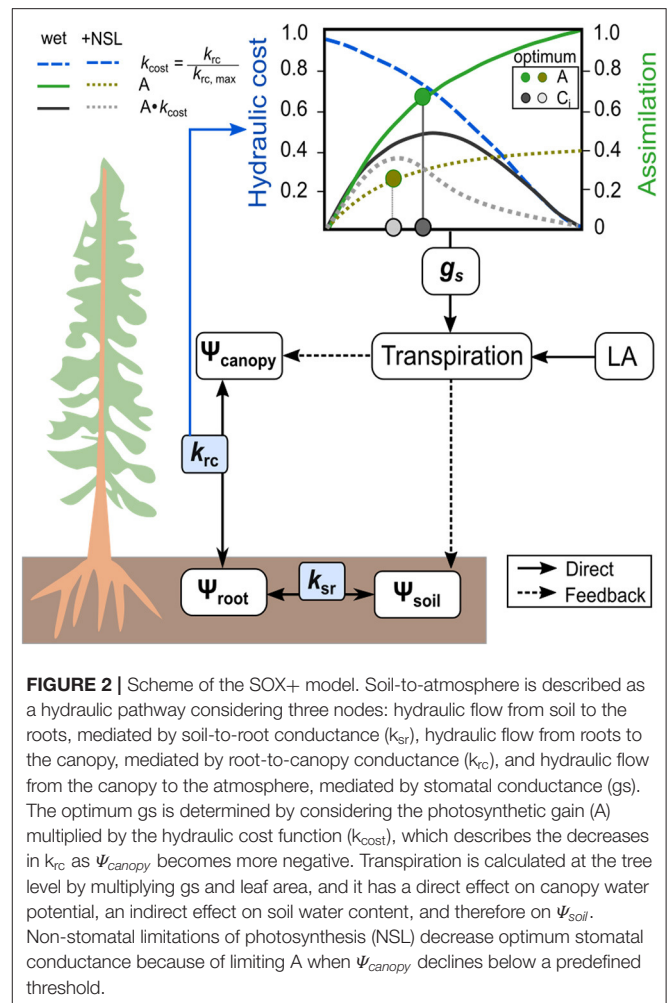 wet +NSL
k_cost = k_rc / k_rc, max
A
A•k_cost
Hydraulic cost
1.0
0.8
0.6
0.4
0.2
optimum
A
C_i
1.0
0.8
0.6
0.4
0.2
0
Assimilation
g_s
Ψ_canopy
Transpiration
LA
k_rc
Ψ_root
k_sr
Ψ_soil
Direct
Feedback
FIGURE 2 | Scheme of the SOX+ model. Soil-to-atmosphere is described as
a hydraulic pathway considering three nodes: hydraulic flow from soil to the
roots, mediated by soil-to-root conductance (k_sr), hydraulic flow from roots to
the canopy, mediated by root-to-canopy conductance (k_rc), and hydraulic flow
from the canopy to the atmosphere, mediated by stomatal conductance (gs).
The optimum gs is determined by considering the photosynthetic gain (A)
multiplied by the hydraulic cost function (k_cost), which describes the decreases
in k_rc as Ψ_canopy becomes more negative. Transpiration is calculated at the tree
level by multiplying gs and leaf area, and it has a direct effect on canopy water
potential, an indirect effect on soil water content, and therefore on Ψ_soil.
Non-stomatal limitations of photosynthesis (NSL) decrease optimum stomatal
conductance because of limiting A when Ψ_canopy declines below a predefined
threshold.